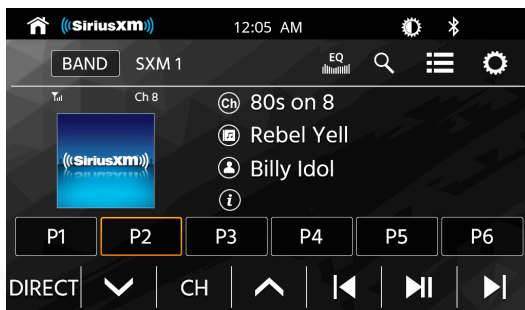 ((SiriusXM)) 12:05 AM
BAND SXM 1 EQ
Ch 8
Ch 80s on 8
Rebel Yell
((SiriusXM))
Billy Idol
i
P1 P2 P3 P4 P5 P6
DIRECT CH